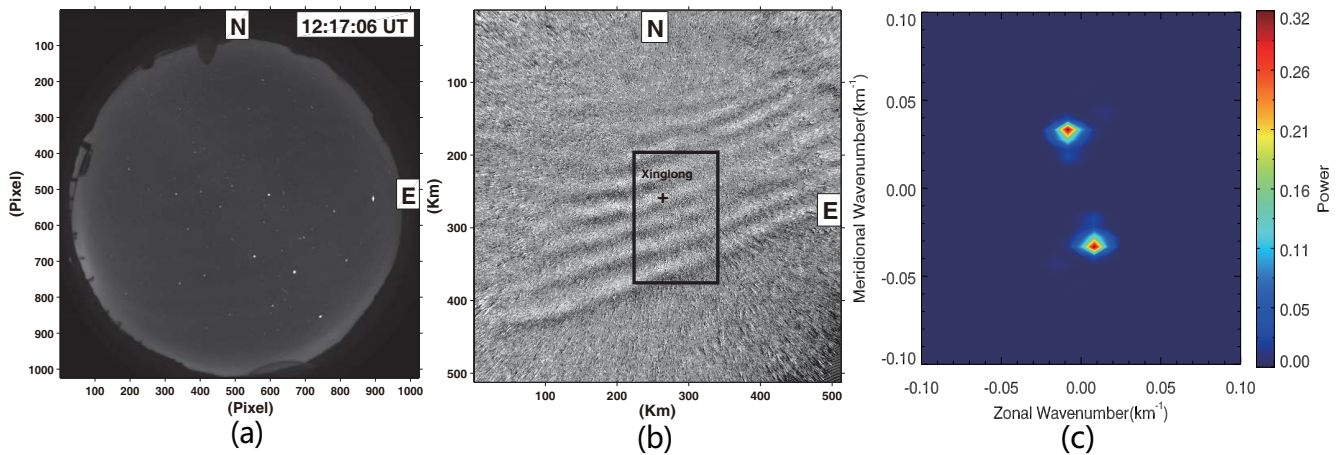 N
12:17:06 UT
100
200
300
400
500
600
700
800
900
1000
(Pixel)
E
100 200 300 400 500 600 700 800 900 1000
(Pixel)
(a)
N
100
200
300
400
500
(Km)
Xinglong
E
100 200 300 400 500
(Km)
(b)
0.10
0.05
0.00
-0.05
-0.10
Meridional Wavenumber(km-1)
-0.10 -0.05 0.00 0.05 0.10
Zonal Wavenumber(km-1)
(c)
0.32
0.26
0.21
0.16
0.11
0.05
0.00
Power